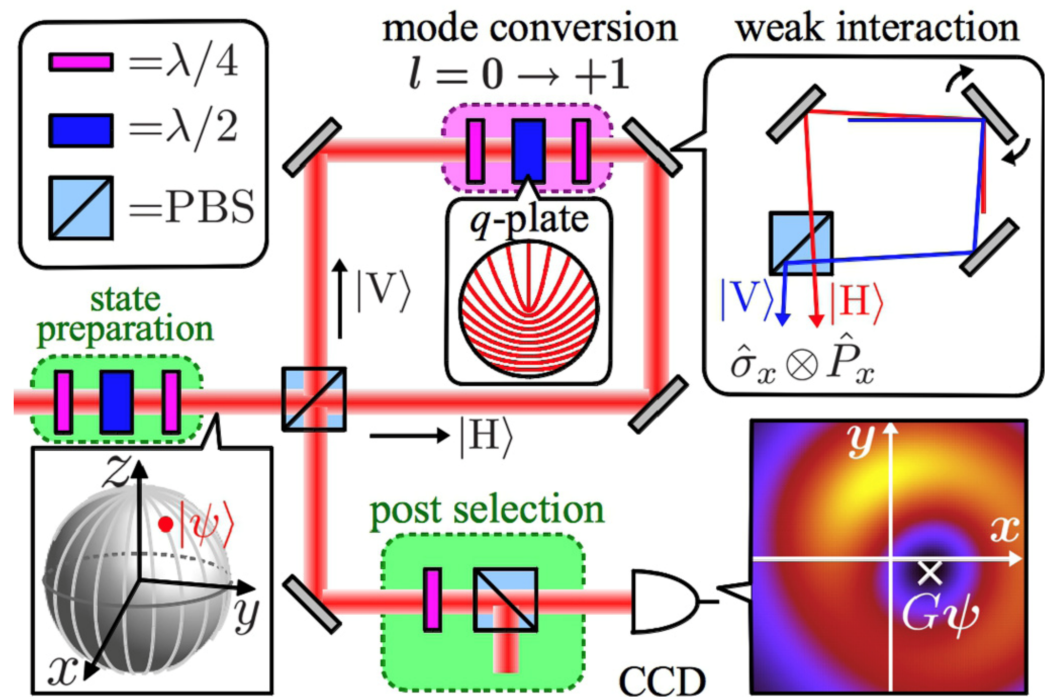 =λ/4
=λ/2
=PBS
mode conversion
l = 0 → +1
q-plate
weak interaction
|V⟩
|H⟩
σ̂ₓ ⊗ P̂ₓ
state
preparation
|V⟩
|H⟩
z
|ψ⟩
y
x
post selection
CCD
y
x
Gψ